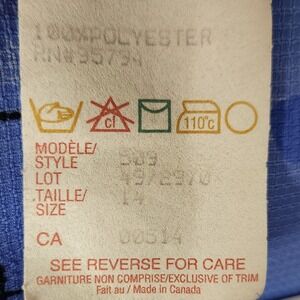 100%POLYESTER
RN#95794
cl
110°c
MODÈLE/
STYLE 509
LOT 49/2970
TAILLE/
SIZE 14
CA 00514
SEE REVERSE FOR CARE
GARNITURE NON COMPRISE/EXCLUSIVE OF TRIM
Fait au / Made in Canada